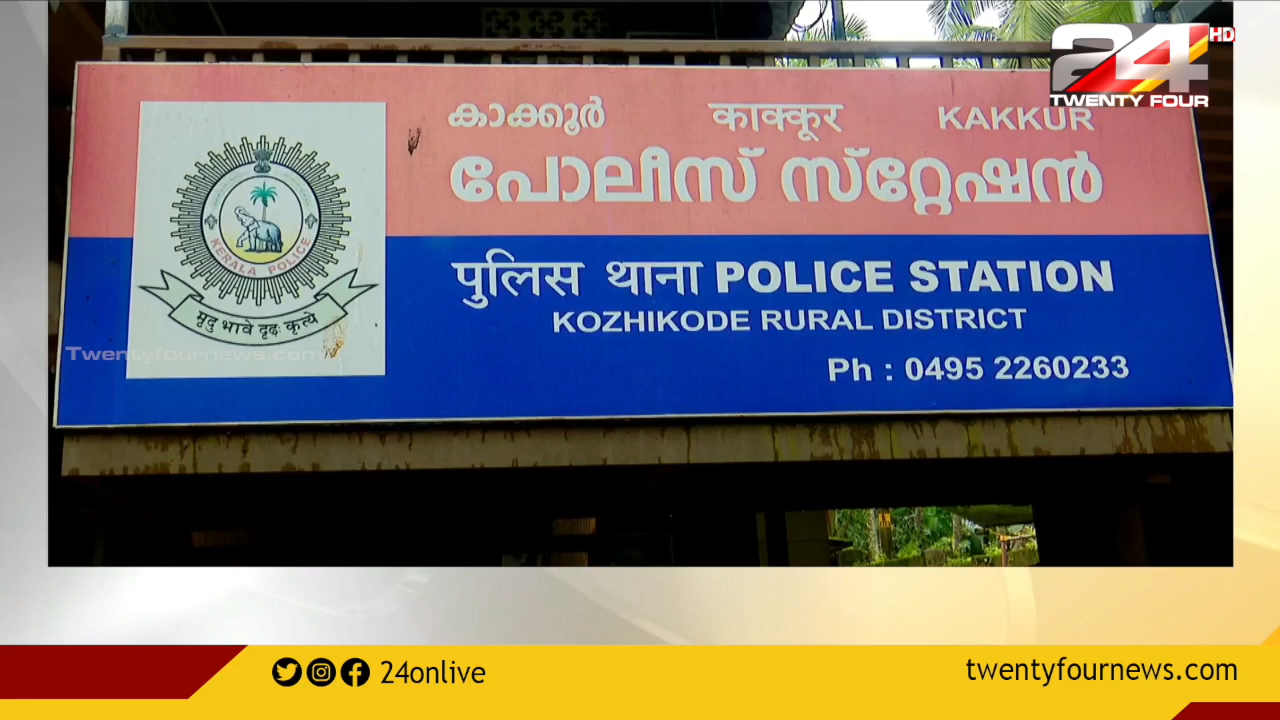 24 HD
TWENTY FOUR
കാക്കൂർ काक्कूर KAKKUR
പോലീസ് സ്റ്റേഷൻ
पुलिस थाना POLICE STATION
KOZHIKODE RURAL DISTRICT
Ph : 0495 2260233
KERALA POLICE
मृदु भावे दृढः कृत्ये
Twentyfournews.com
24onlive
twentyfournews.com